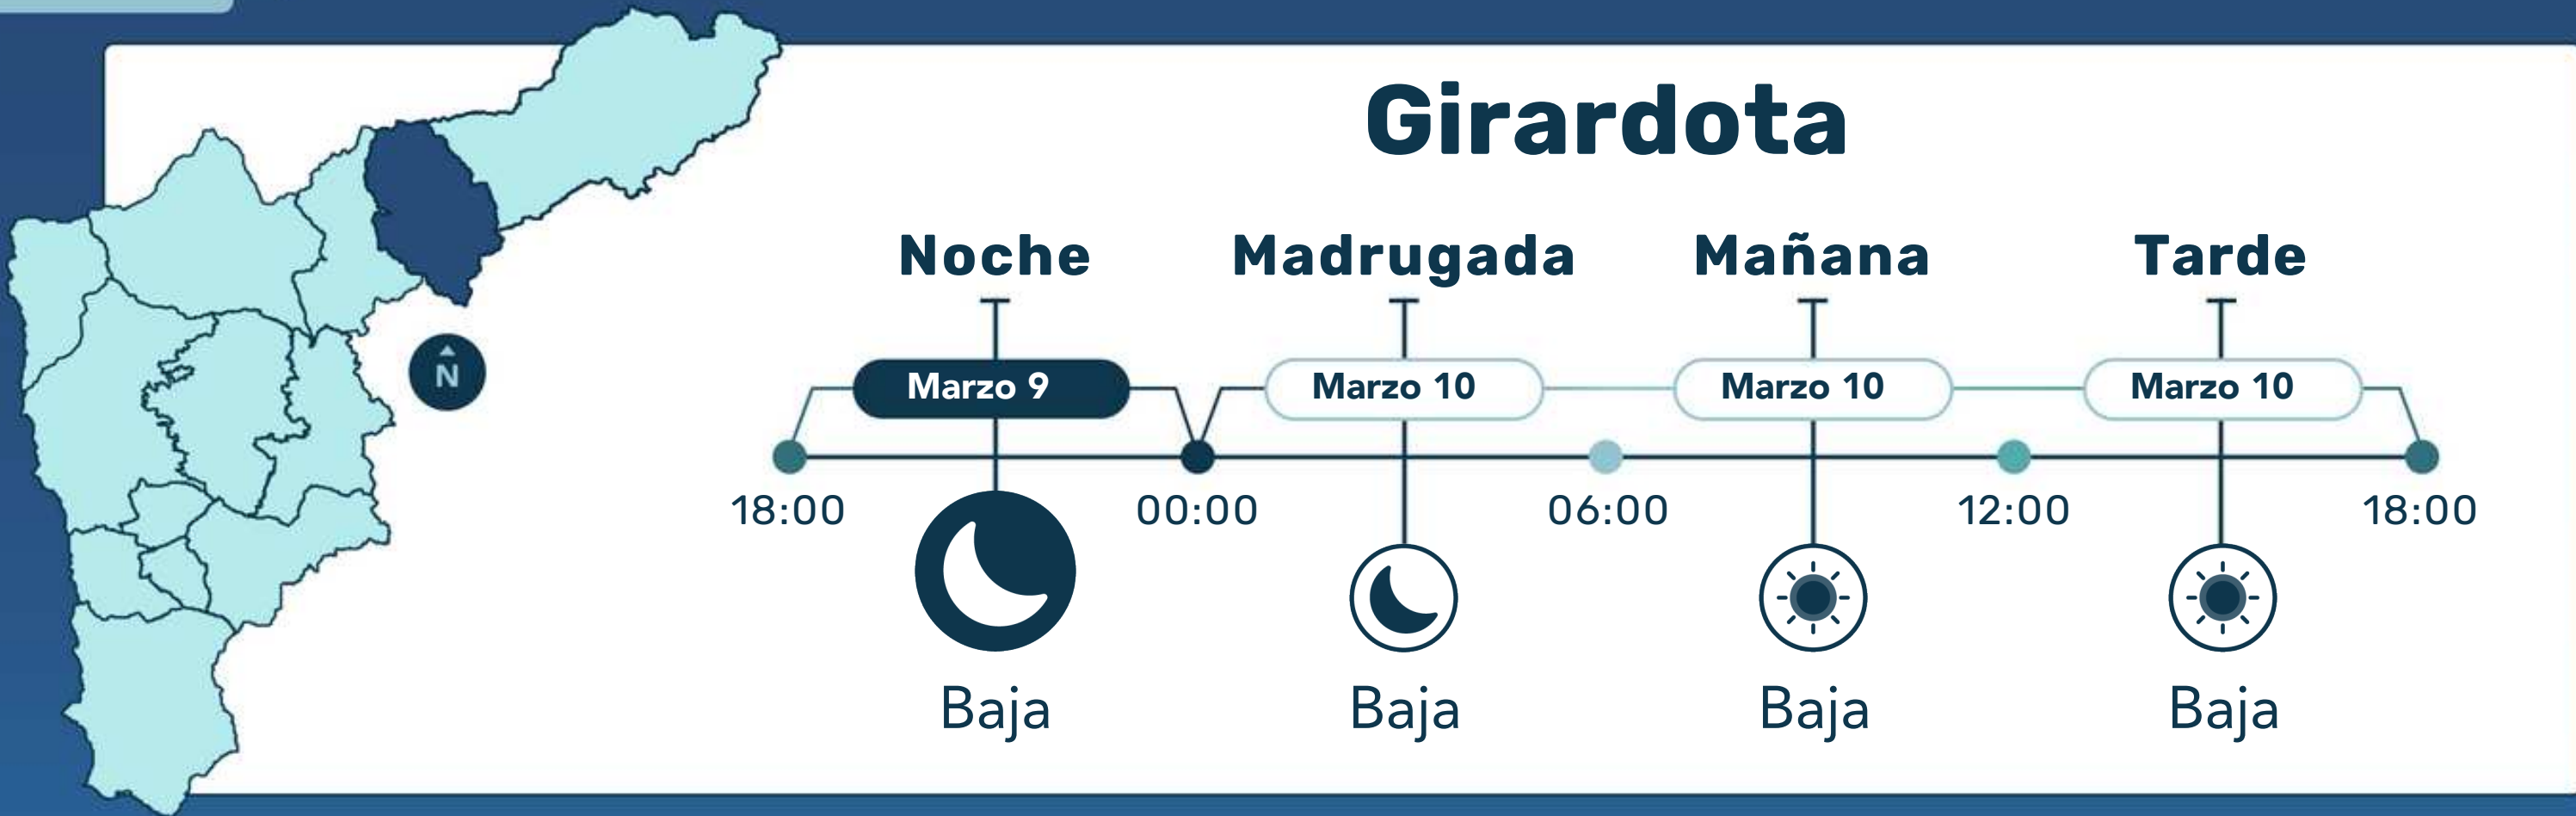 Girardota
Noche Madrugada Mañana Tarde
N
Marzo 9 Marzo 10 Marzo 10 Marzo 10
18:00 00:00 06:00 12:00 18:00
Baja Baja Baja Baja